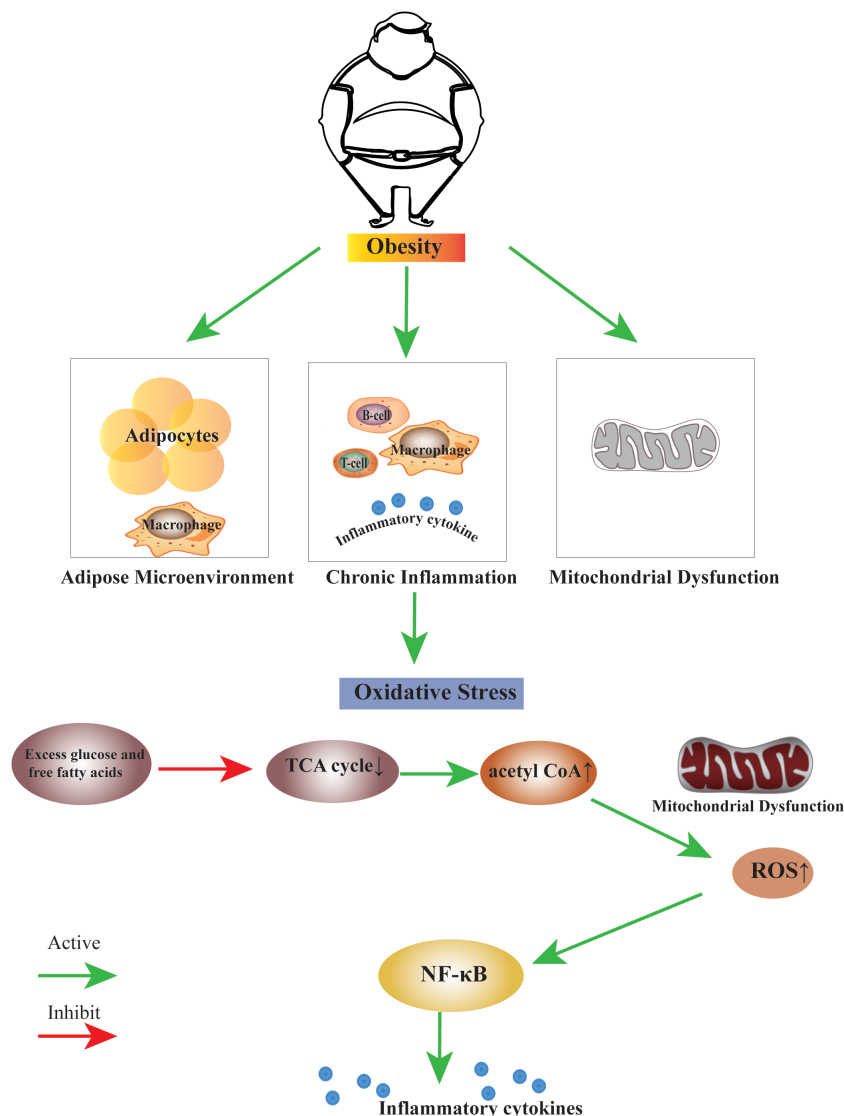 Obesity
Adipocytes
Macrophage
B-cell
T-cell
Macrophage
Inflammatory cytokine
Adipose Microenvironment
Chronic Inflammation
Mitochondrial Dysfunction
Oxidative Stress
Excess glucose and
free fatty acids
TCA cycle↓
acetyl CoA↑
Mitochondrial Dysfunction
ROS↑
Active
Inhibit
NF-κB
Inflammatory cytokines